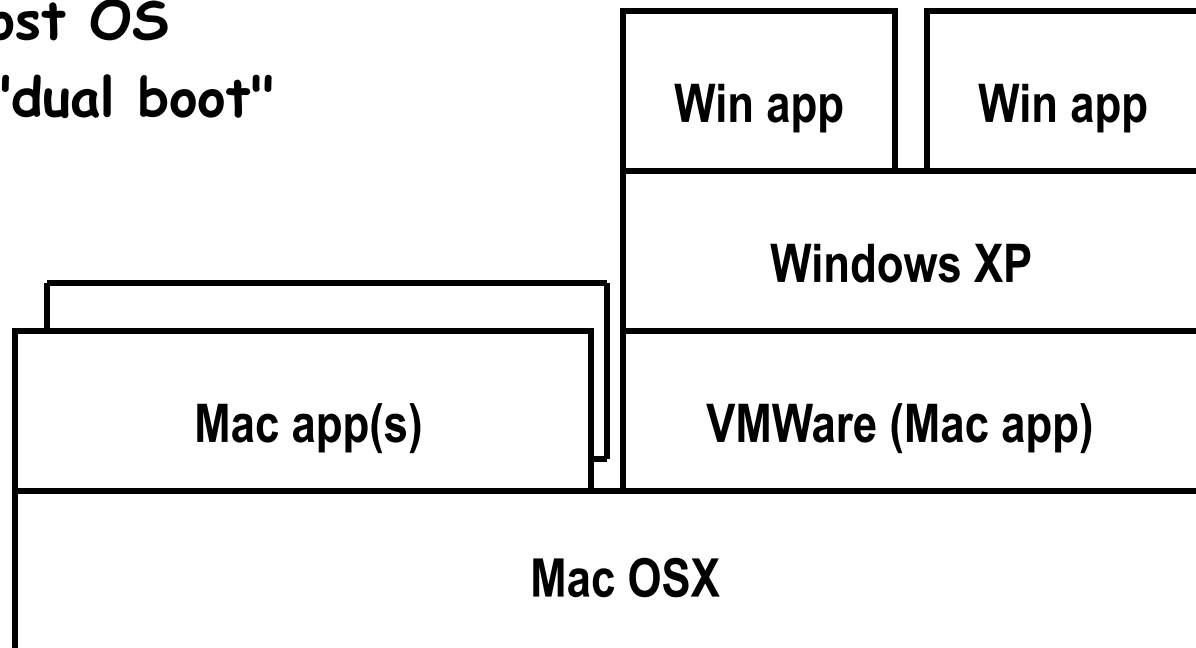 OS
"dual boot"
Win app
Win app
Windows XP
Mac app(s)
VMWare (Mac app)
Mac OSX